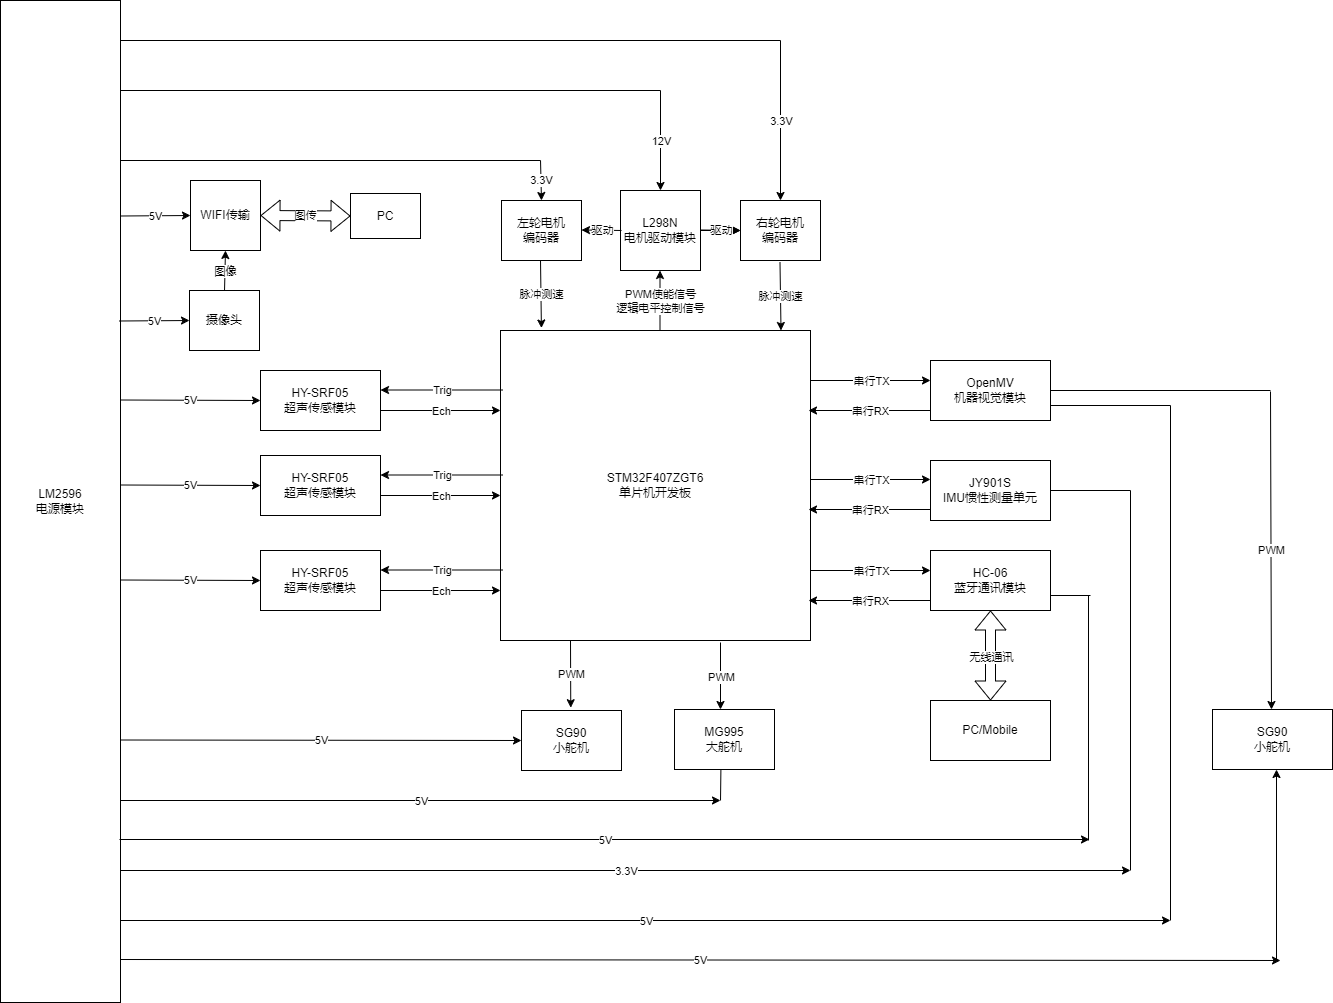 3.3V
12V
3.3V
5V
WIFI传输
图传
PC
左轮电机
编码器
驱动
L298N
电机驱动模块
驱动
右轮电机
编码器
图像
脉冲测速
PWM使能信号
逻辑电平控制信号
脉冲测速
5V
摄像头
5V
HY-SRF05
超声传感模块
Trig
Ech
串行TX
串行RX
OpenMV
机器视觉模块
LM2596
电源模块
5V
HY-SRF05
超声传感模块
Trig
Ech
STM32F407ZGT6
单片机开发板
串行TX
串行RX
JY901S
IMU惯性测量单元
PWM
5V
HY-SRF05
超声传感模块
Trig
Ech
串行TX
串行RX
HC-06
蓝牙通讯模块
无线通讯
PWM
PWM
5V
SG90
小舵机
MG995
大舵机
PC/Mobile
SG90
小舵机
5V
5V
3.3V
5V
5V